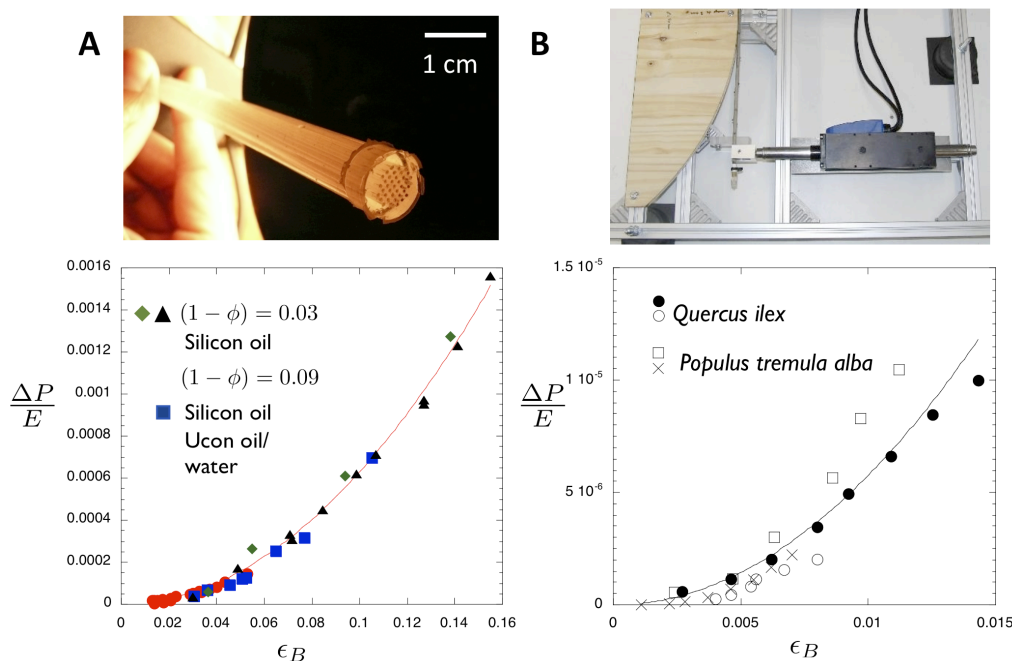 A
1 cm
B
0.0016
0.0014
0.0012
0.001
0.0008
0.0006
0.0004
0.0002
0
0 0.02 0.04 0.06 0.08 0.10 0.12 0.14 0.16
ΔP/E
ϵ_B
(1 − ϕ) = 0.03
Silicon oil
(1 − ϕ) = 0.09
Silicon oil
Ucon oil/
water
1.5 10⁻⁵
1 10⁻⁵
5 10⁻⁶
0
0 0.005 0.01 0.015
ΔP/E
ϵ_B
Quercus ilex
Populus tremula alba